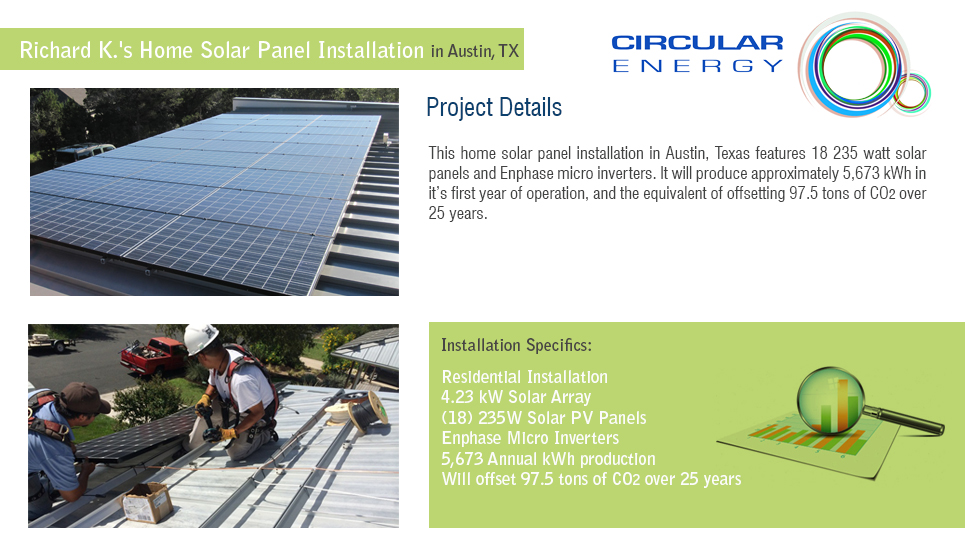 Richard K.'s Home Solar Panel Installation in Austin, TX
CIRCULAR
ENERGY
Project Details
This home solar panel installation in Austin, Texas features 18 235 watt solar
panels and Enphase micro inverters. It will produce approximately 5,673 kWh in
it's first year of operation, and the equivalent of offsetting 97.5 tons of CO2 over
25 years.
Installation Specifics:
Residential Installation
4.23 kW Solar Array
(18) 235W Solar PV Panels
Enphase Micro Inverters
5,673 Annual kWh production
Will offset 97.5 tons of CO2 over 25 years